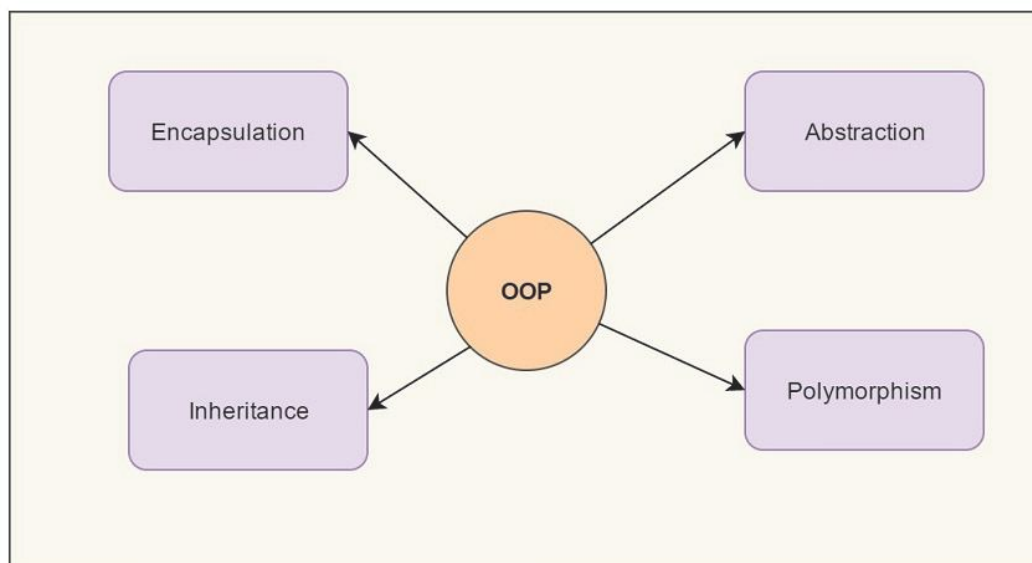 Encapsulation
Abstraction
OOP
Inheritance
Polymorphism